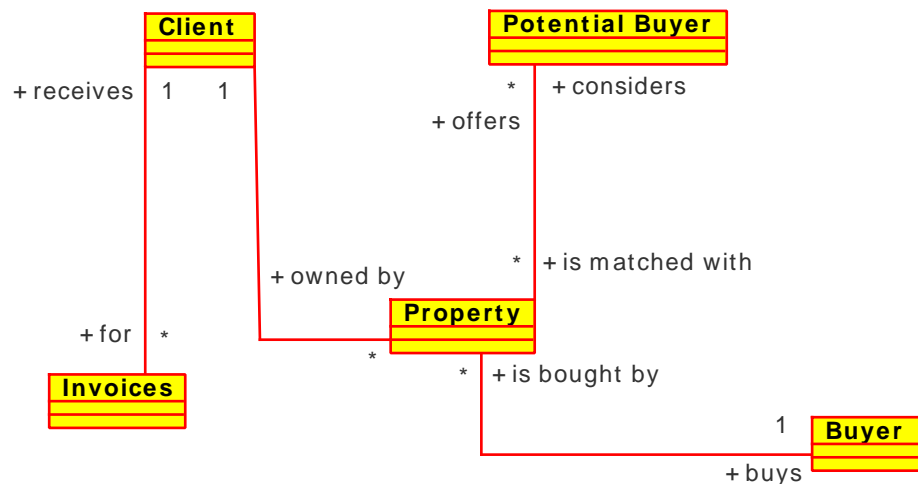 Client
Potential Buyer
+ receives
1
1
*
+ considers
+ offers
+ owned by
*
+ is matched with
Property
+ for
*
*
*
+ is bought by
Invoices
1
Buyer
+ buys